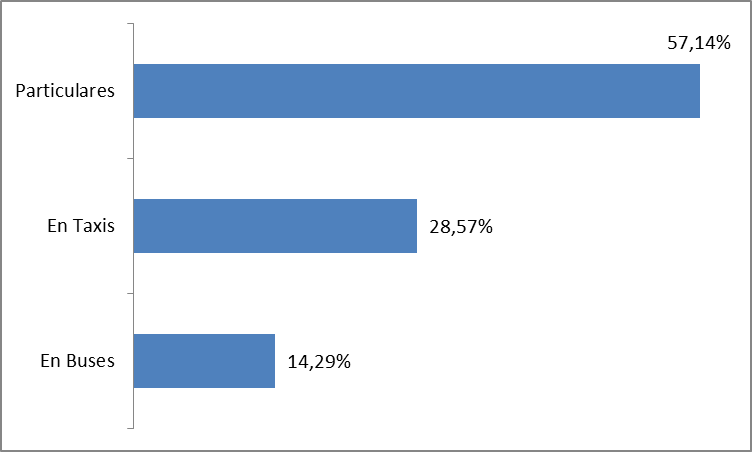 57,14%
Particulares
En Taxis
28,57%
En Buses
14,29%